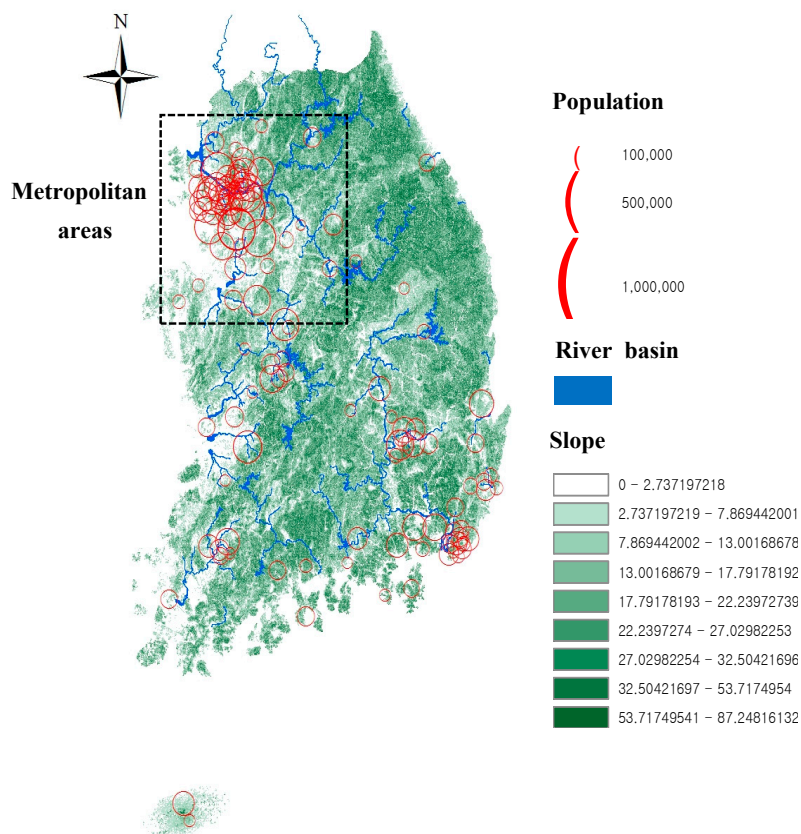 N
Metropolitan
areas
Population
100,000
500,000
1,000,000
River basin
Slope
0 – 2.737197218
2.737197219 – 7.869442001
7.869442002 – 13.00168678
13.00168679 – 17.79178192
17.79178193 – 22.23972739
22.2397274 – 27.02982253
27.02982254 – 32.50421696
32.50421697 – 53.7174954
53.71749541 – 87.24816132